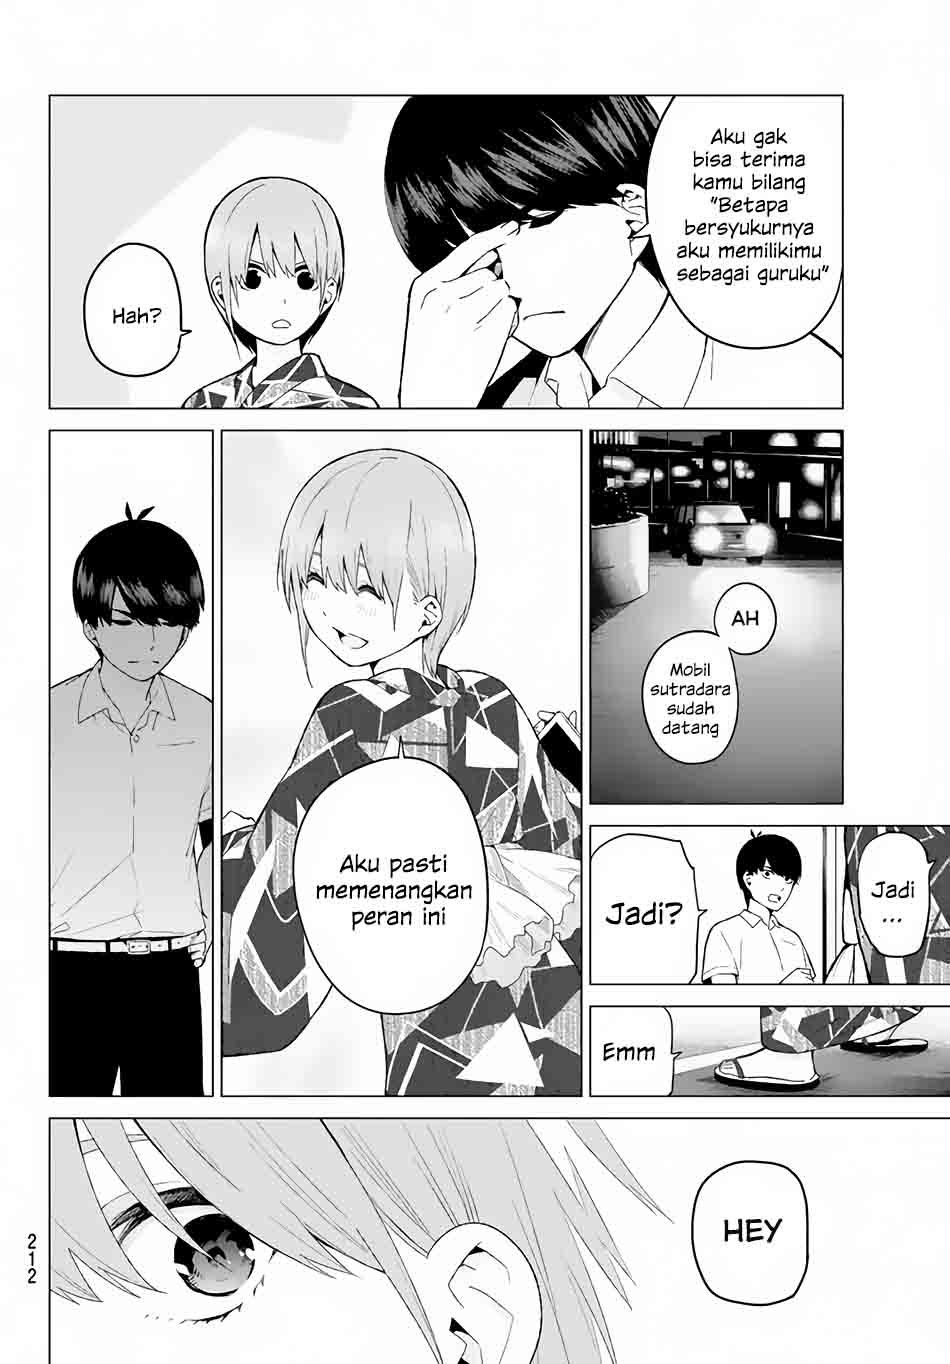 Aku gak
bisa terima
kamu bilang
"Betapa
bersyukurnya
aku memilikimu
sebagai guruku"
Hah?
AH
Mobil
sutradara
sudah
datang
Jadi
...
Jadi?
Emm
Aku pasti
memenangkan
peran ini
HEY
212